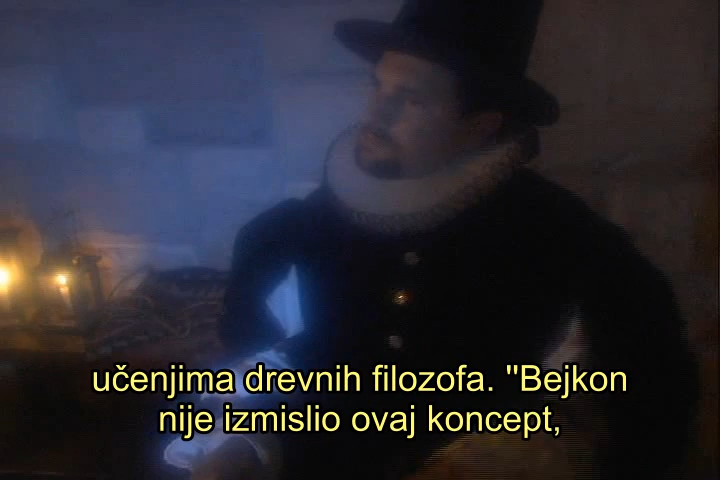 učenjima drevnih filozofa. "Bejkon
nije izmislio ovaj koncept,